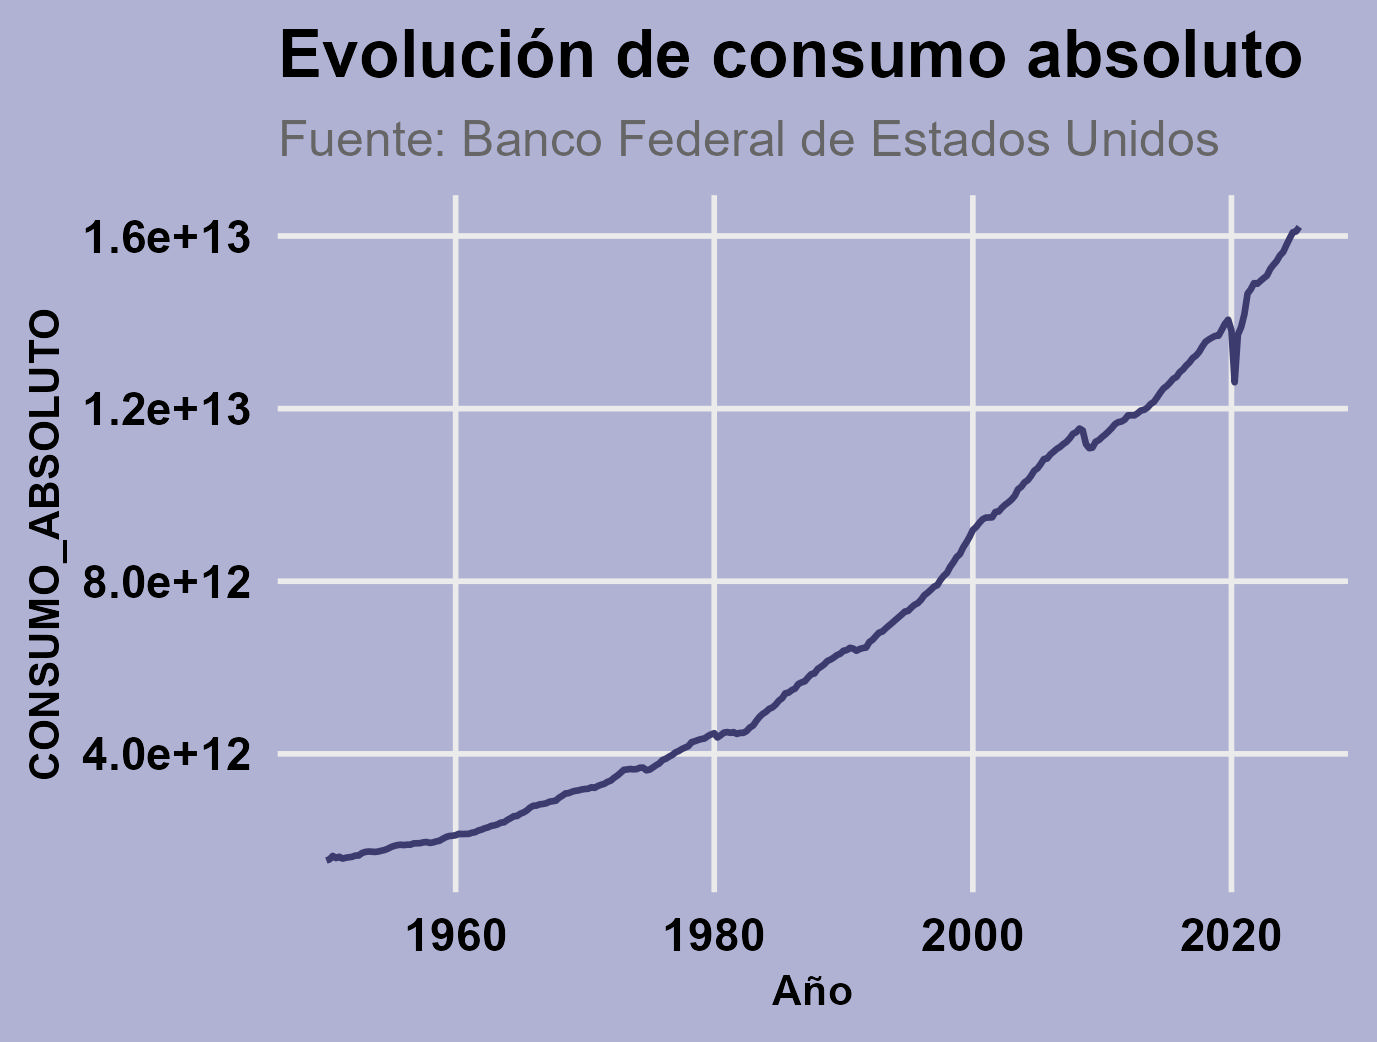 Evolución de consumo absoluto
Fuente: Banco Federal de Estados Unidos
CONSUMO_ABSOLUTO
1.6e+13
1.2e+13
8.0e+12
4.0e+12
1960 1980 2000 2020
Año